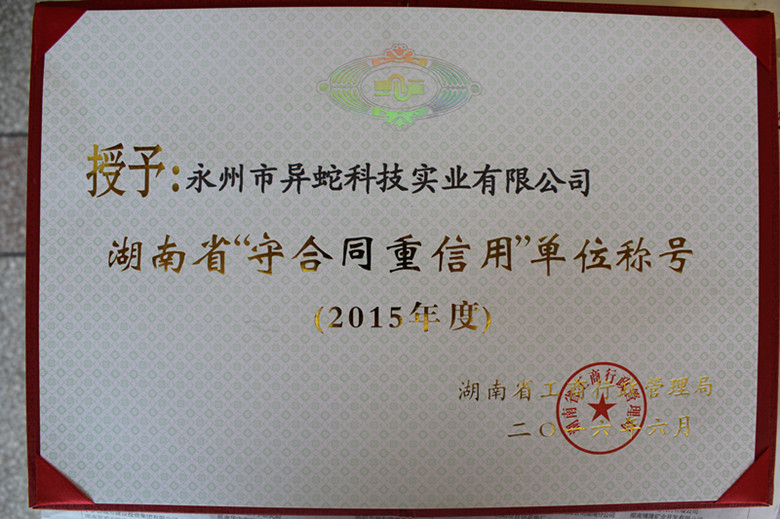 授予:永州市异蛇科技实业有限公司
湖南省“守合同重信用”单位称号
(2015年度)
湖南省工商行政管理局
二〇一六年六月